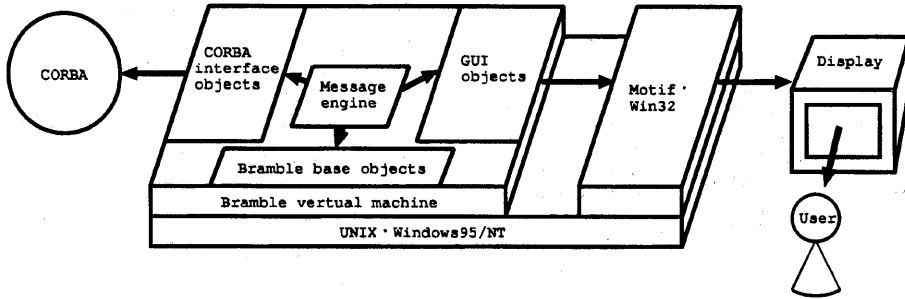 CORBA
CORBA
interface
objects
Message
engine
GUI
objects
Motif・
Win32
Display
Bramble base objects
Bramble vertual machine
UNIX・Windows95/NT
User